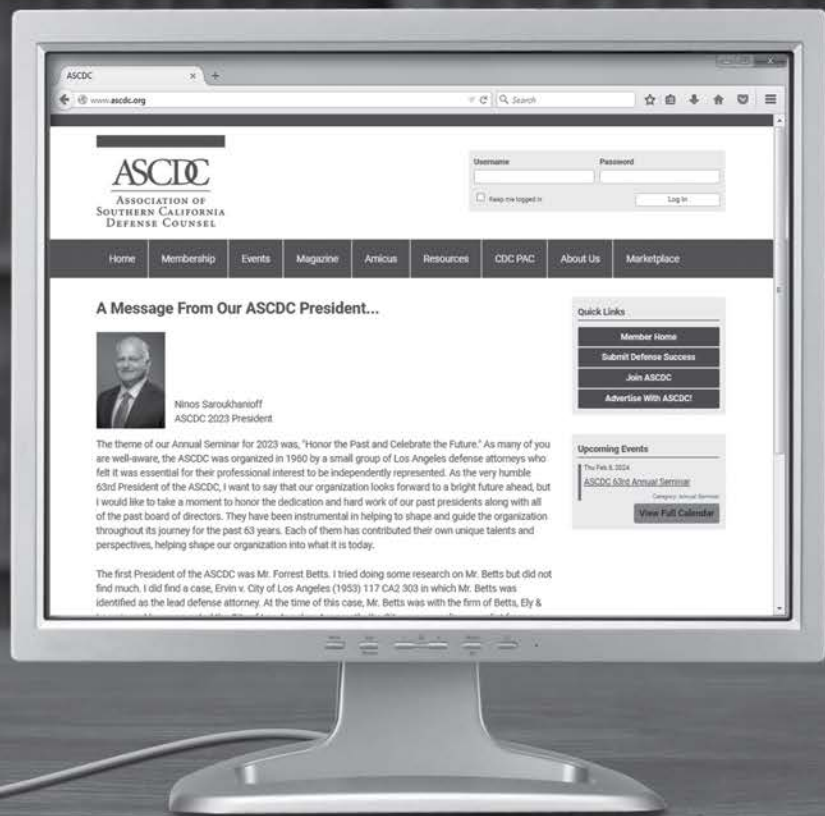 ASCDC
www.ascdc.org
Search
ASCDC
ASSOCIATION OF
SOUTHERN CALIFORNIA
DEFENSE COUNSEL
Username
Password
Keep me logged in
Log In
Home
Membership
Events
Magazine
Amicus
Resources
CDC PAC
About Us
Marketplace
A Message From Our ASCDC President...
Ninos Saroukhanioff
ASCDC 2023 President
The theme of our Annual Seminar for 2023 was, "Honor the Past and Celebrate the Future." As many of you
are well-aware, the ASCDC was organized in 1960 by a small group of Los Angeles defense attorneys who
felt it was essential for their professional interest to be independently represented. As the very humble
63rd President of the ASCDC, I want to say that our organization looks forward to a bright future ahead, but
I would like to take a moment to honor the dedication and hard work of our past presidents along with all
of the past board of directors. They have been instrumental in helping to shape and guide the organization
throughout its journey for the past 63 years. Each of them has contributed their own unique talents and
perspectives, helping shape our organization into what it is today.
The first President of the ASCDC was Mr. Forrest Betts. I tried doing some research on Mr. Betts but did not
find much. I did find a case, Ervin v. City of Los Angeles (1953) 117 CA2 303 in which Mr. Betts was
identified as the lead defense attorney. At the time of this case, Mr. Betts was with the firm of Betts, Ely &
Quick Links
Member Home
Submit Defense Success
Join ASCDC
Advertise With ASCDC!
Upcoming Events
Thu Feb 8, 2024
ASCDC 63rd Annual Seminar
Category: Annual Seminar
View Full Calendar